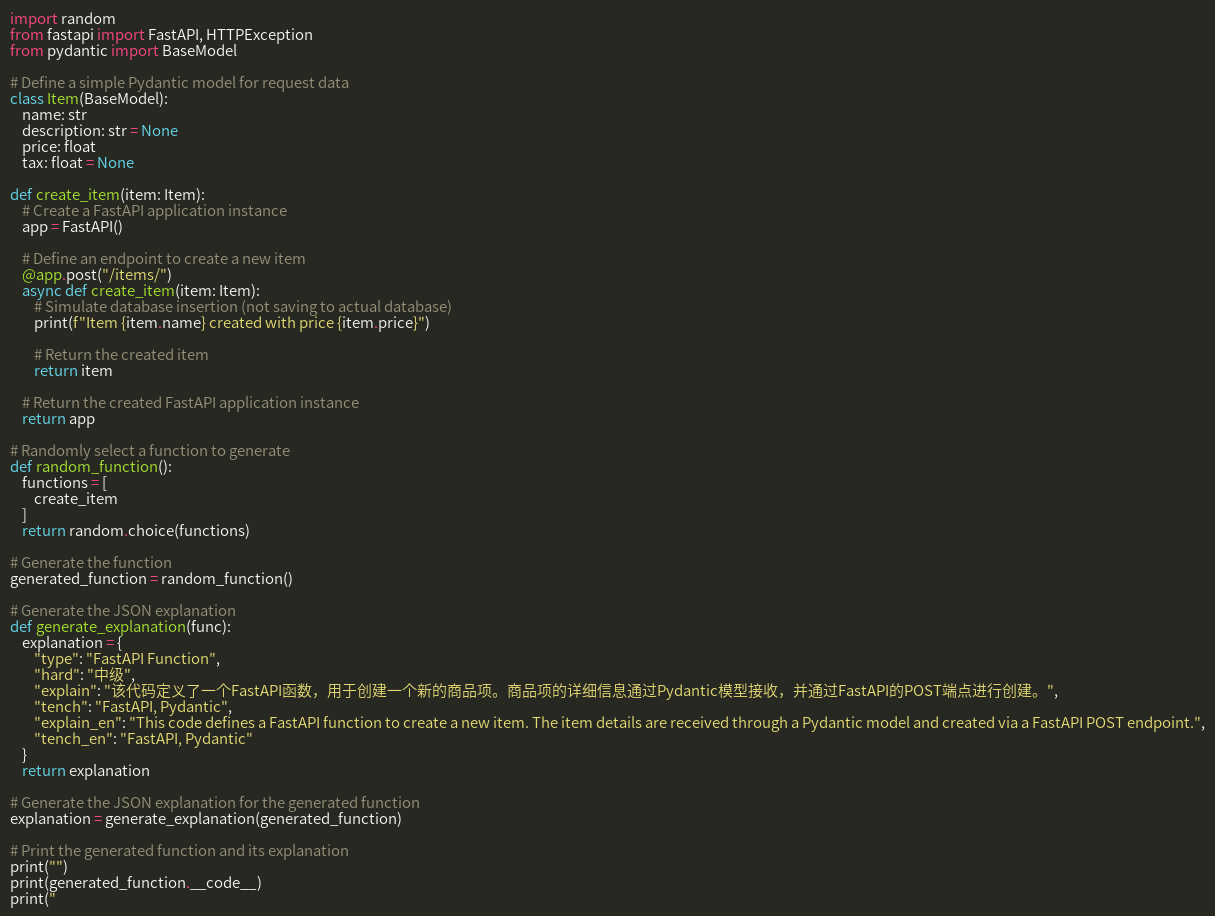 import random
from fastapi import FastAPI, HTTPException
from pydantic import BaseModel
# Define a simple Pydantic model for request data
class Item(BaseModel):
name: str
description: str = None
price: float
tax: float = None
def create_item(item: Item):
# Create a FastAPI application instance
app = FastAPI()
# Define an endpoint to create a new item
@app.post("/items/")
async def create_item(item: Item):
# Simulate database insertion (not saving to actual database)
print(f"Item {item.name} created with price {item.price}")
# Return the created item
return item
# Return the created FastAPI application instance
return app
# Randomly select a function to generate
def random_function():
functions = [
create_item
]
return random.choice(functions)
# Generate the function
generated_function = random_function()
# Generate the JSON explanation
def generate_explanation(func):
explanation = {
"type": "FastAPI Function",
"hard": "中级",
"explain": "该代码定义了一个FastAPI函数，用于创建一个新的商品项。商品项的详细信息通过Pydantic模型接收，并通过FastAPI的POST端点进行创建。",
"tench": "FastAPI, Pydantic",
"explain_en": "This code defines a FastAPI function to create a new item. The item details are received through a Pydantic model and created via a FastAPI POST endpoint.",
"tench_en": "FastAPI, Pydantic"
}
return explanation
# Generate the JSON explanation for the generated function
explanation = generate_explanation(generated_function)
# Print the generated function and its explanation
print("")
print(generated_function.__code__)
print("